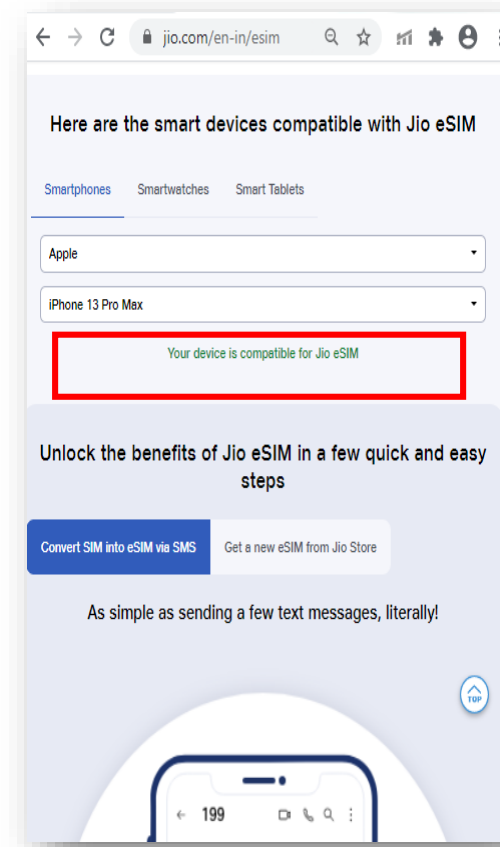 jio.com/en-in/esim
Here are the smart devices compatible with Jio eSIM
Smartphones Smartwatches Smart Tablets
Apple
iPhone 13 Pro Max
Your device is compatible for Jio eSIM
Unlock the benefits of Jio eSIM in a few quick and easy
steps
Convert SIM into eSIM via SMS Get a new eSIM from Jio Store
As simple as sending a few text messages, literally!
TOP
199